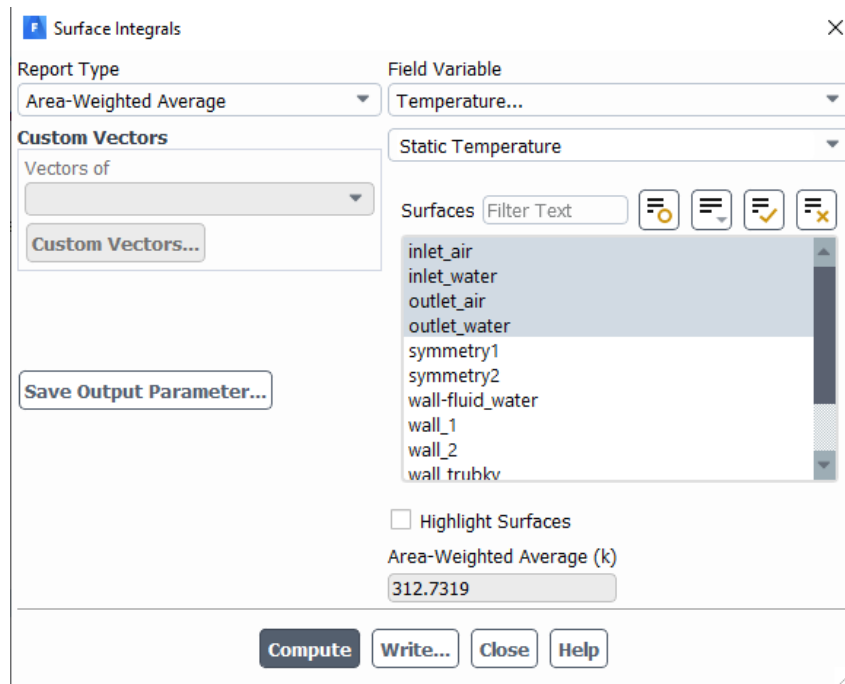 Surface Integrals
Report Type
Area-Weighted Average
Custom Vectors
Vectors of
Custom Vectors...
Save Output Parameter...
Field Variable
Temperature...
Static Temperature
Surfaces Filter Text
inlet_air
inlet_water
outlet_air
outlet_water
symmetry1
symmetry2
wall-fluid_water
wall_1
wall_2
wall_trubky
Highlight Surfaces
Area-Weighted Average (k)
312.7319
Compute Write... Close Help